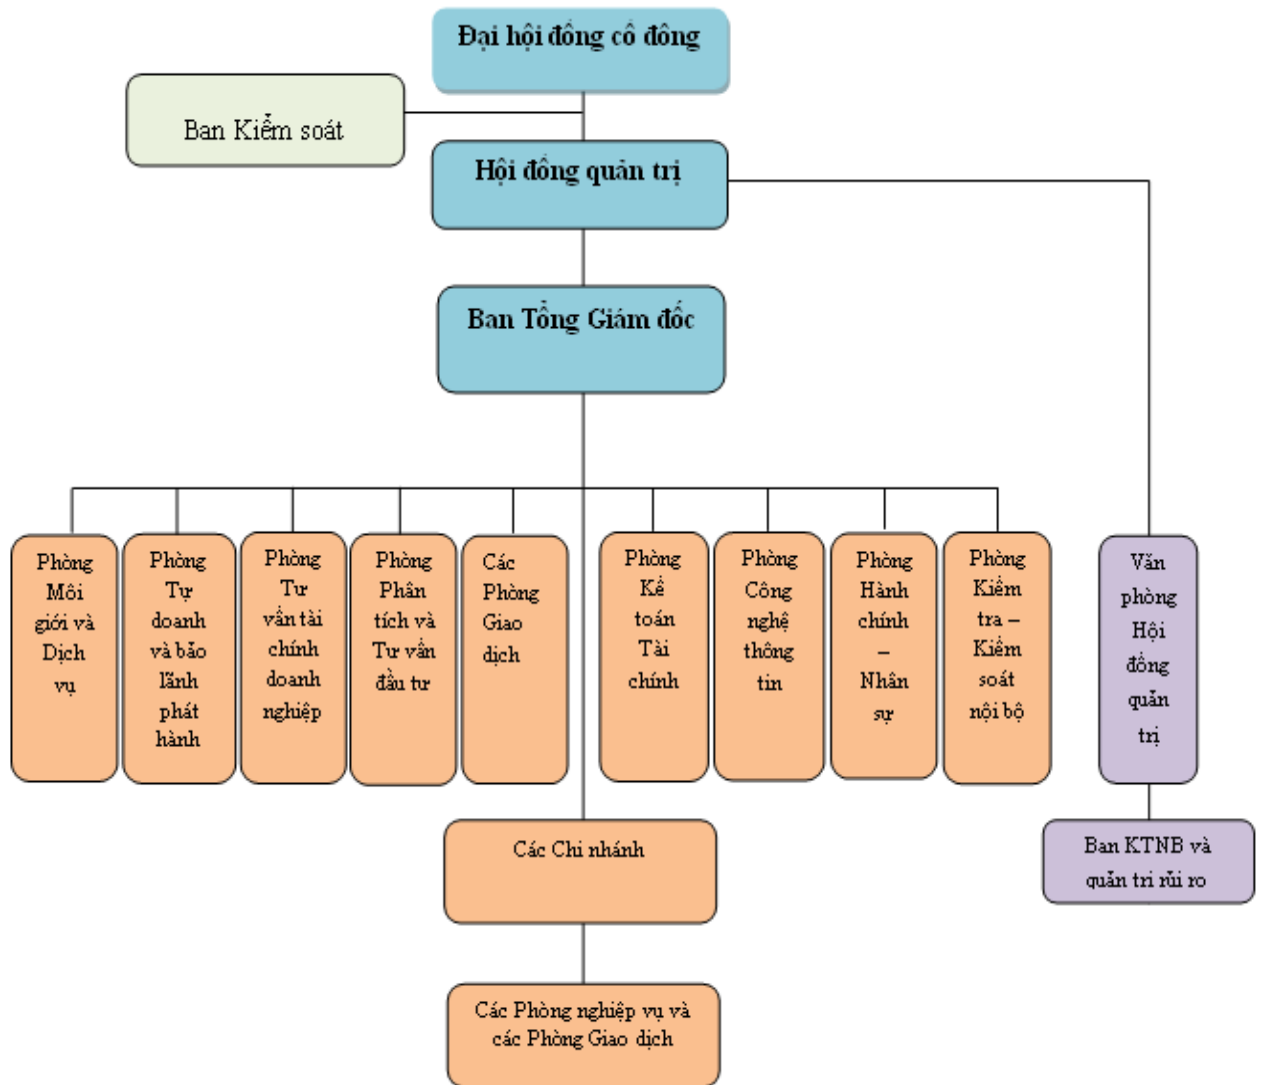 Đại hội đồng cổ đông
Ban Kiểm soát
Hội đồng quản trị
Ban Tổng Giám đốc
Phòng
Môi
giới và
Dịch
vụ
Phòng
Tự
doanh
và bảo
lãnh
phát
hành
Phòng
Tư
vấn tài
chính
doanh
nghiệp
Phòng
Phân
tích và
Tư vấn
đầu tư
Các
Phòng
Giao
dịch
Phòng
Kế
toán
Tài
chính
Phòng
Công
nghệ
thông
tin
Phòng
Hành
chính
–
Nhân
sự
Phòng
Kiểm
tra –
Kiểm
soát
nội bộ
Văn
phòng
Hội
đồng
quản
trị
Các Chi nhánh
Ban KTNB và
quản tri rủi ro
Các Phòng nghiệp vụ và
các Phòng Giao dịch